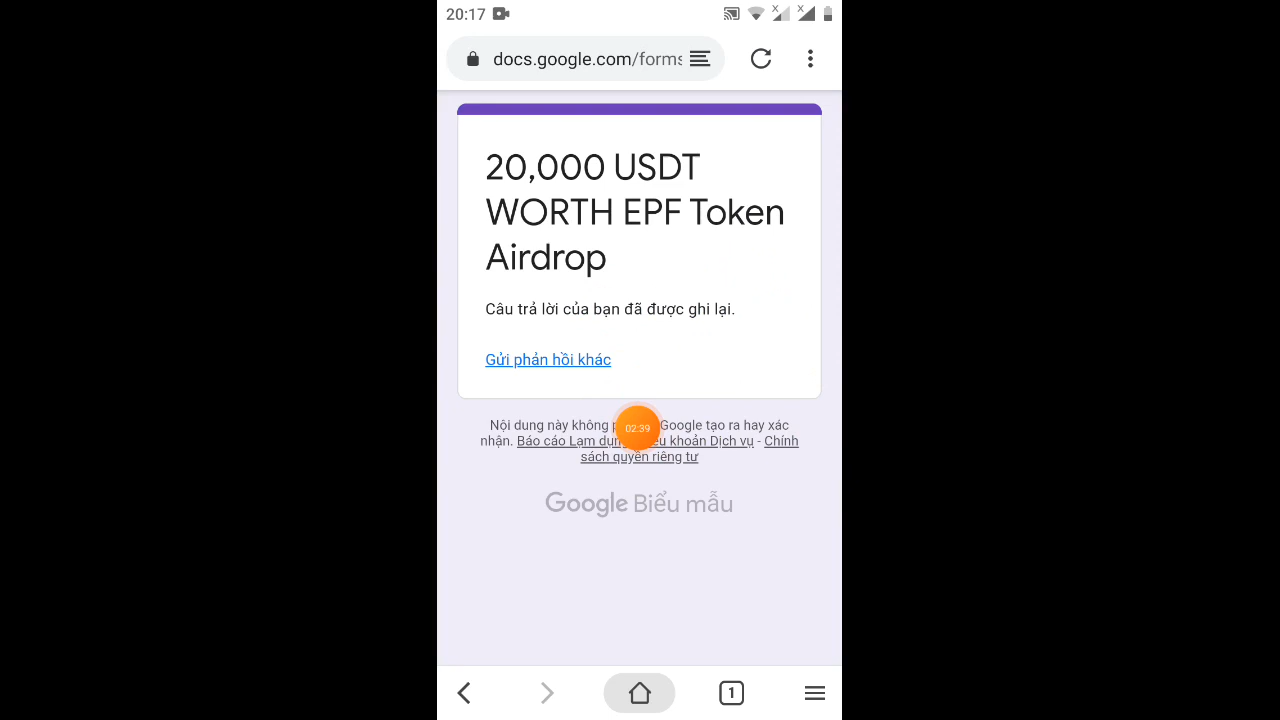 20:17
docs.google.com/forms
20,000 USDT
WORTH EPF Token
Airdrop
Câu trả lời của bạn đã được ghi lại.
Gửi phản hồi khác
Nội dung này không Google tạo ra hay xác
nhận. Báo cáo Lạm khoản Dịch vụ - Chính
sách quyền riêng tư
02:39
Google Biểu mẫu
1